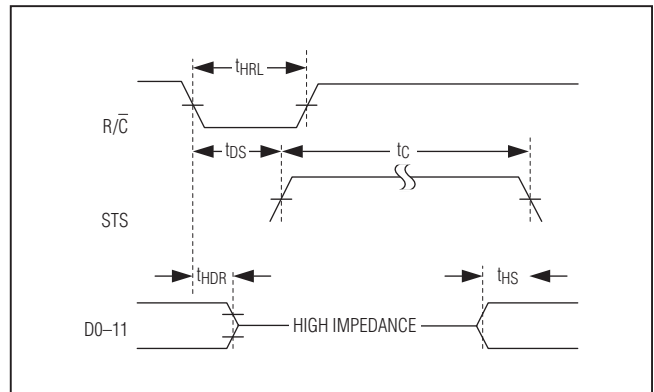 tHRL
R/C̅
tDS
tC
STS
tHDR
tHS
D0–11
HIGH IMPEDANCE